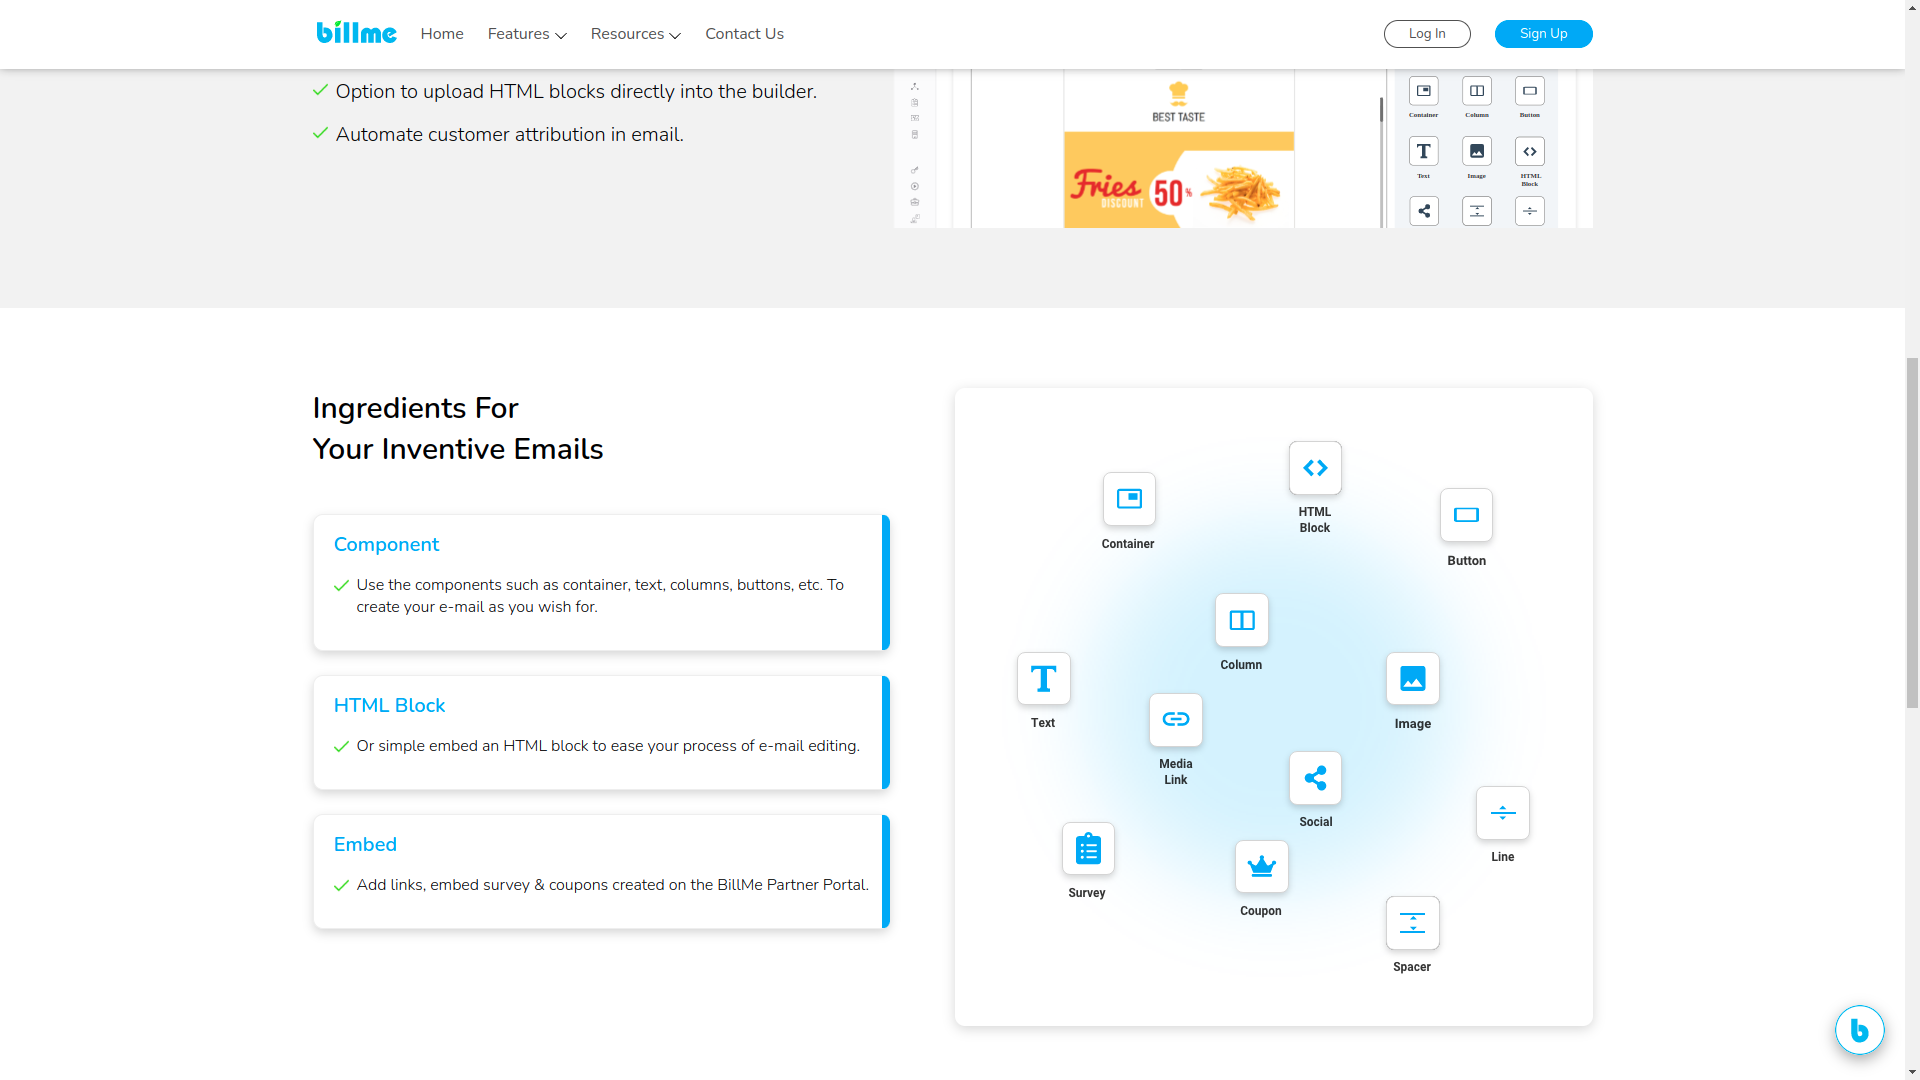 billme
Home
Features
Resources
Contact Us
Log In
Sign Up
Option to upload HTML blocks directly into the builder.
Automate customer attribution in email.
BEST TASTE
Fries
DISCOUNT
50%
Container
Column
Button
Text
Image
HTML
Block
Ingredients For
Your Inventive Emails
Component
Use the components such as container, text, columns, buttons, etc. To
create your e-mail as you wish for.
HTML Block
Or simple embed an HTML block to ease your process of e-mail editing.
Embed
Add links, embed survey & coupons created on the BillMe Partner Portal.
HTML
Block
Container
Button
Column
Text
Image
Media
Link
Social
Line
Survey
Coupon
Spacer
b